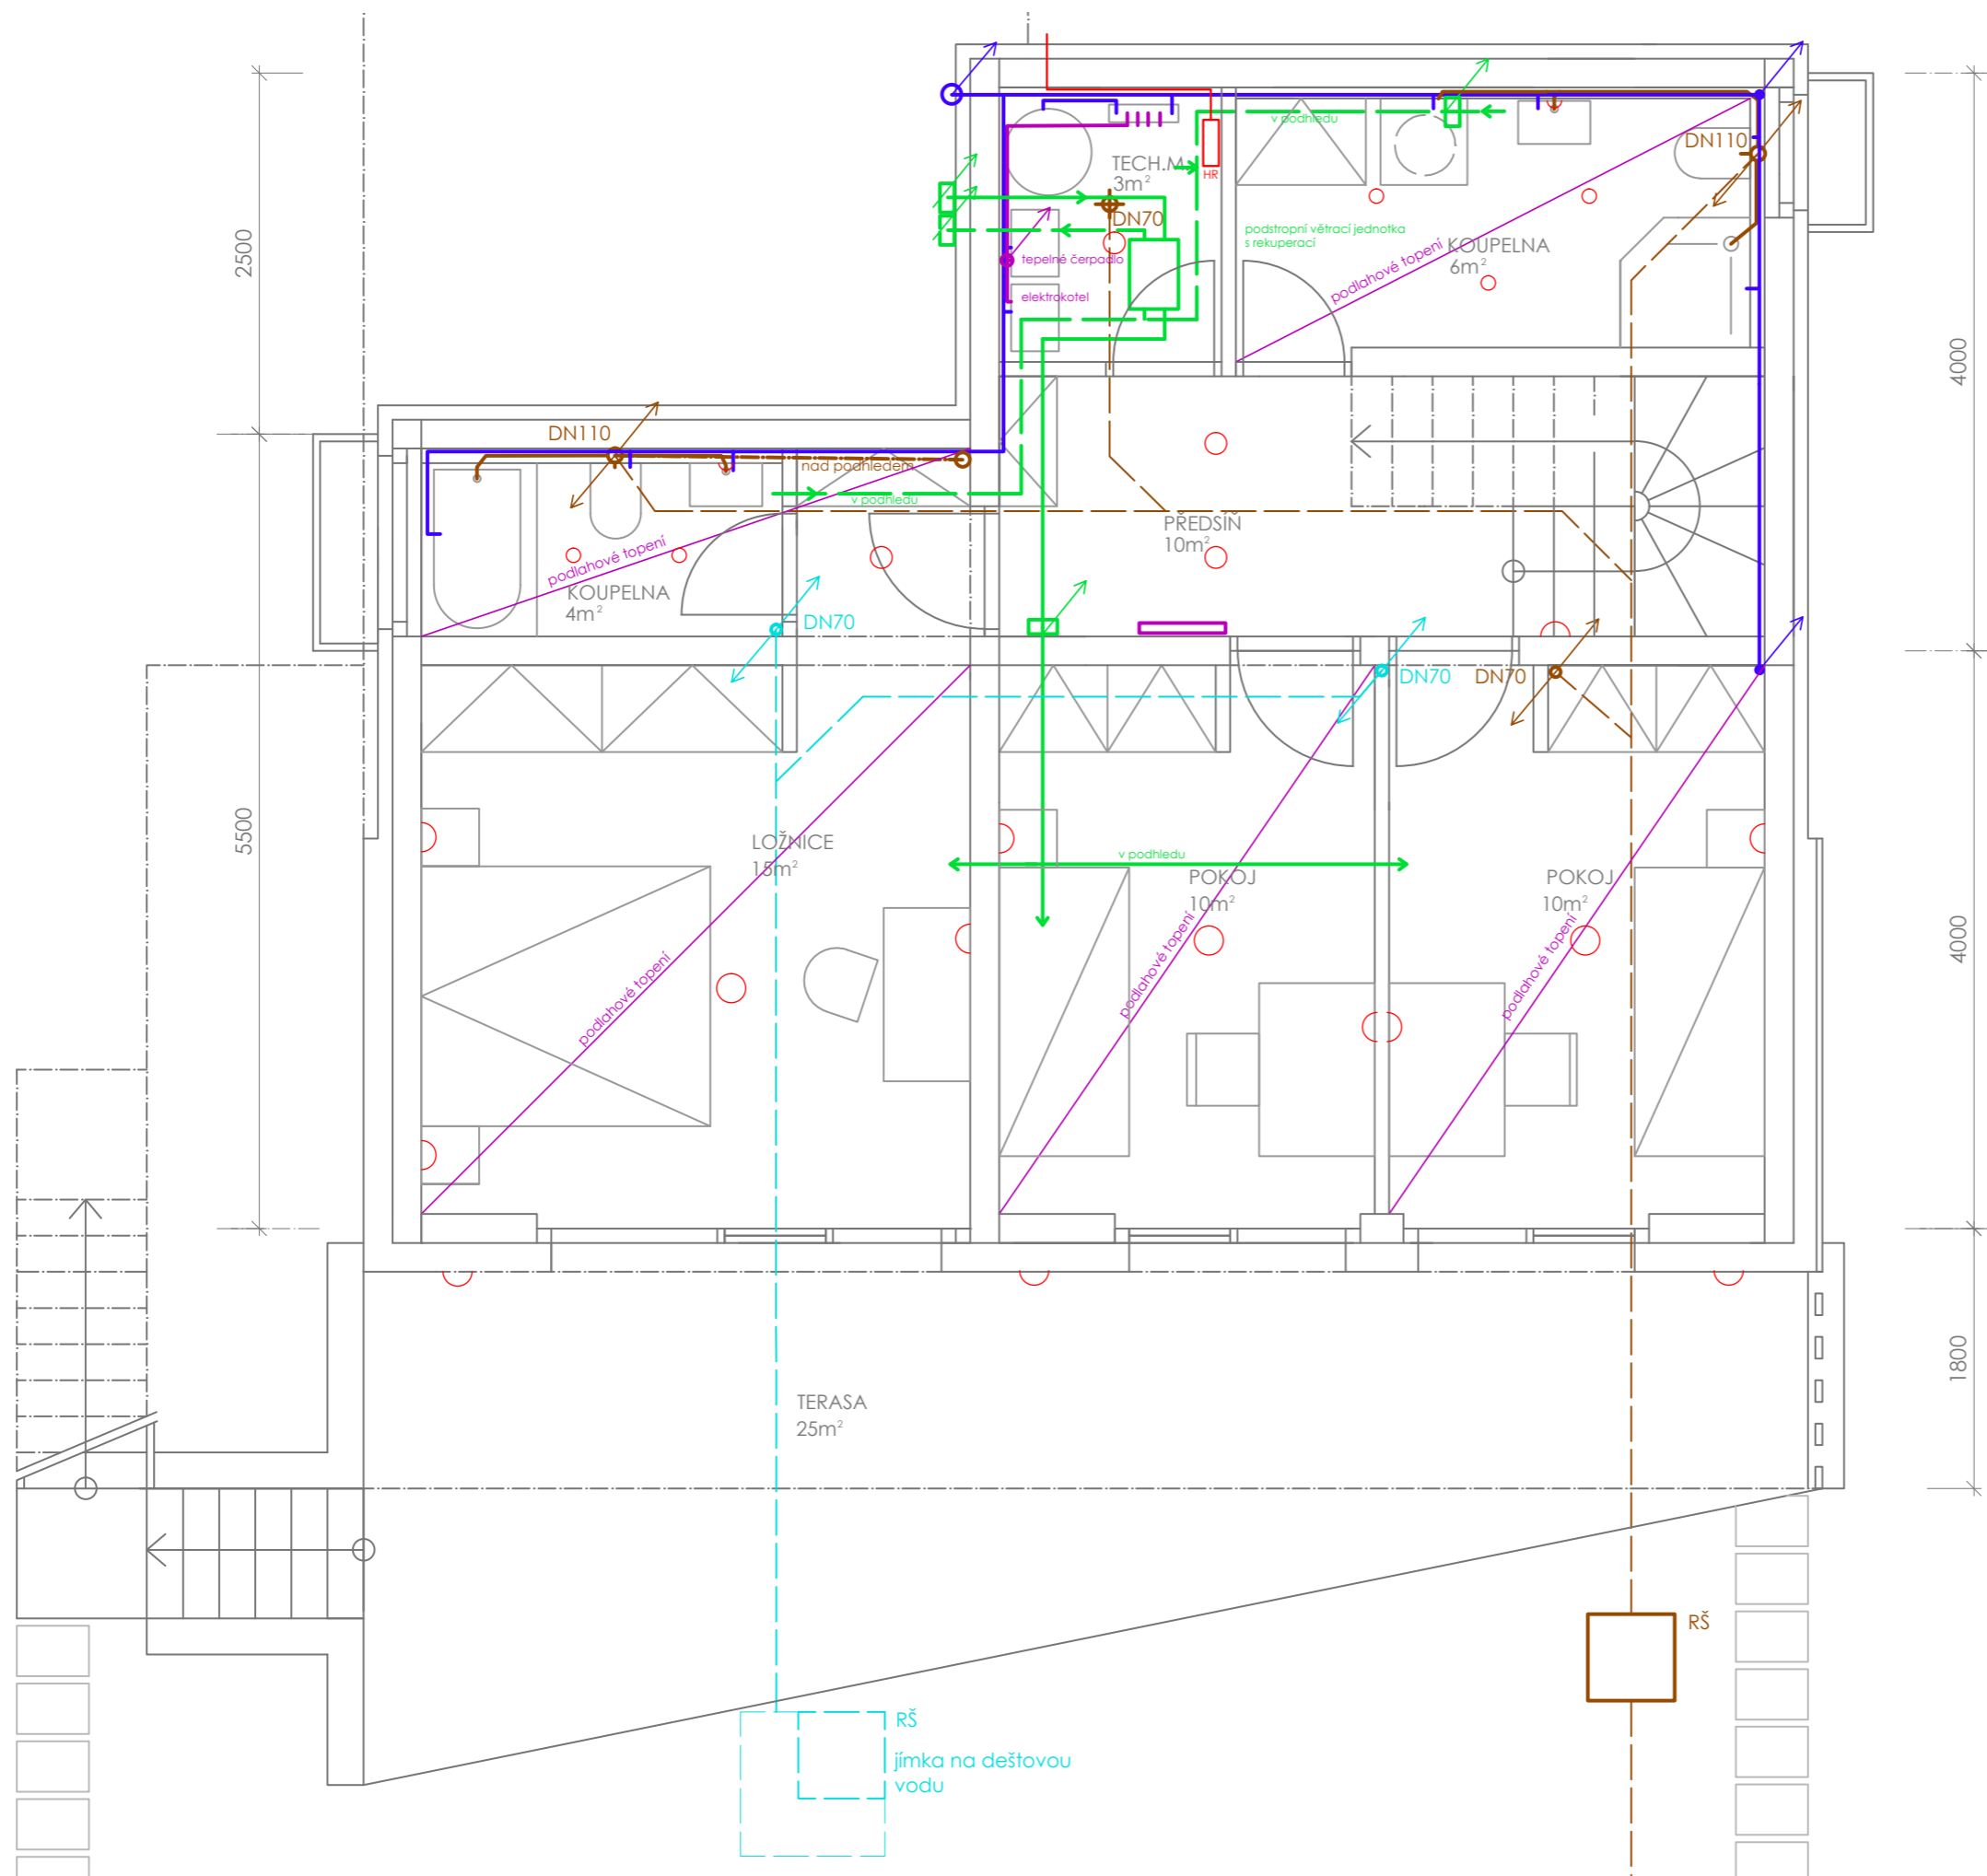 DN110
v podhledu
TECH.M.
3m²
HR
DN70
podstropní větrací jednotka
s rekuperací
KOUPELNA
6m²
podlahové topení
2500
4000
tepelné čerpadlo
elektrokotel
DN110
nad podhledem
v podhledu
PŘEDSÍŇ
10m²
podlahové topení
KOUPELNA
4m²
DN70
DN70
DN70
5500
LOŽNICE
15m²
v podhledu
POKOJ
10m²
POKOJ
10m²
4000
podlahové topení
podlahové topení
podlahové topení
1800
TERASA
25m²
RŠ
RŠ
jímka na dešťovou
vodu